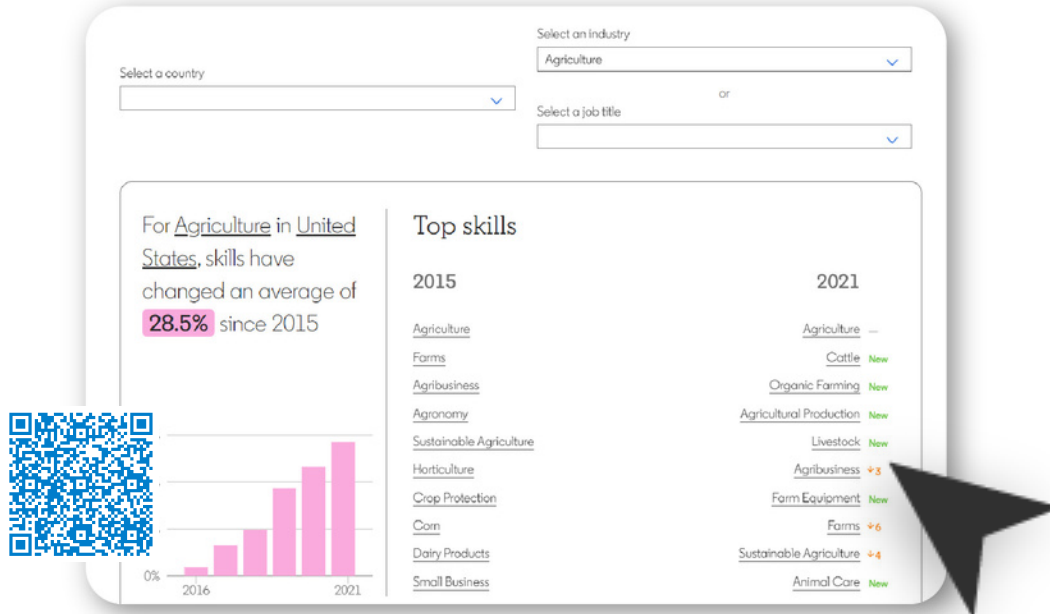 Select a country
Select an industry
Agriculture
or
Select a job title
For Agriculture in United
States, skills have
changed an average of
28.5% since 2015
0%
2016 2021
Top skills
2015 2021
Agriculture Agriculture –
Farms Cattle New
Agribusiness Organic Farming New
Agronomy Agricultural Production New
Sustainable Agriculture Livestock New
Horticulture Agribusiness ↓3
Crop Protection Farm Equipment New
Corn Farms ↓6
Dairy Products Sustainable Agriculture ↓4
Small Business Animal Care New